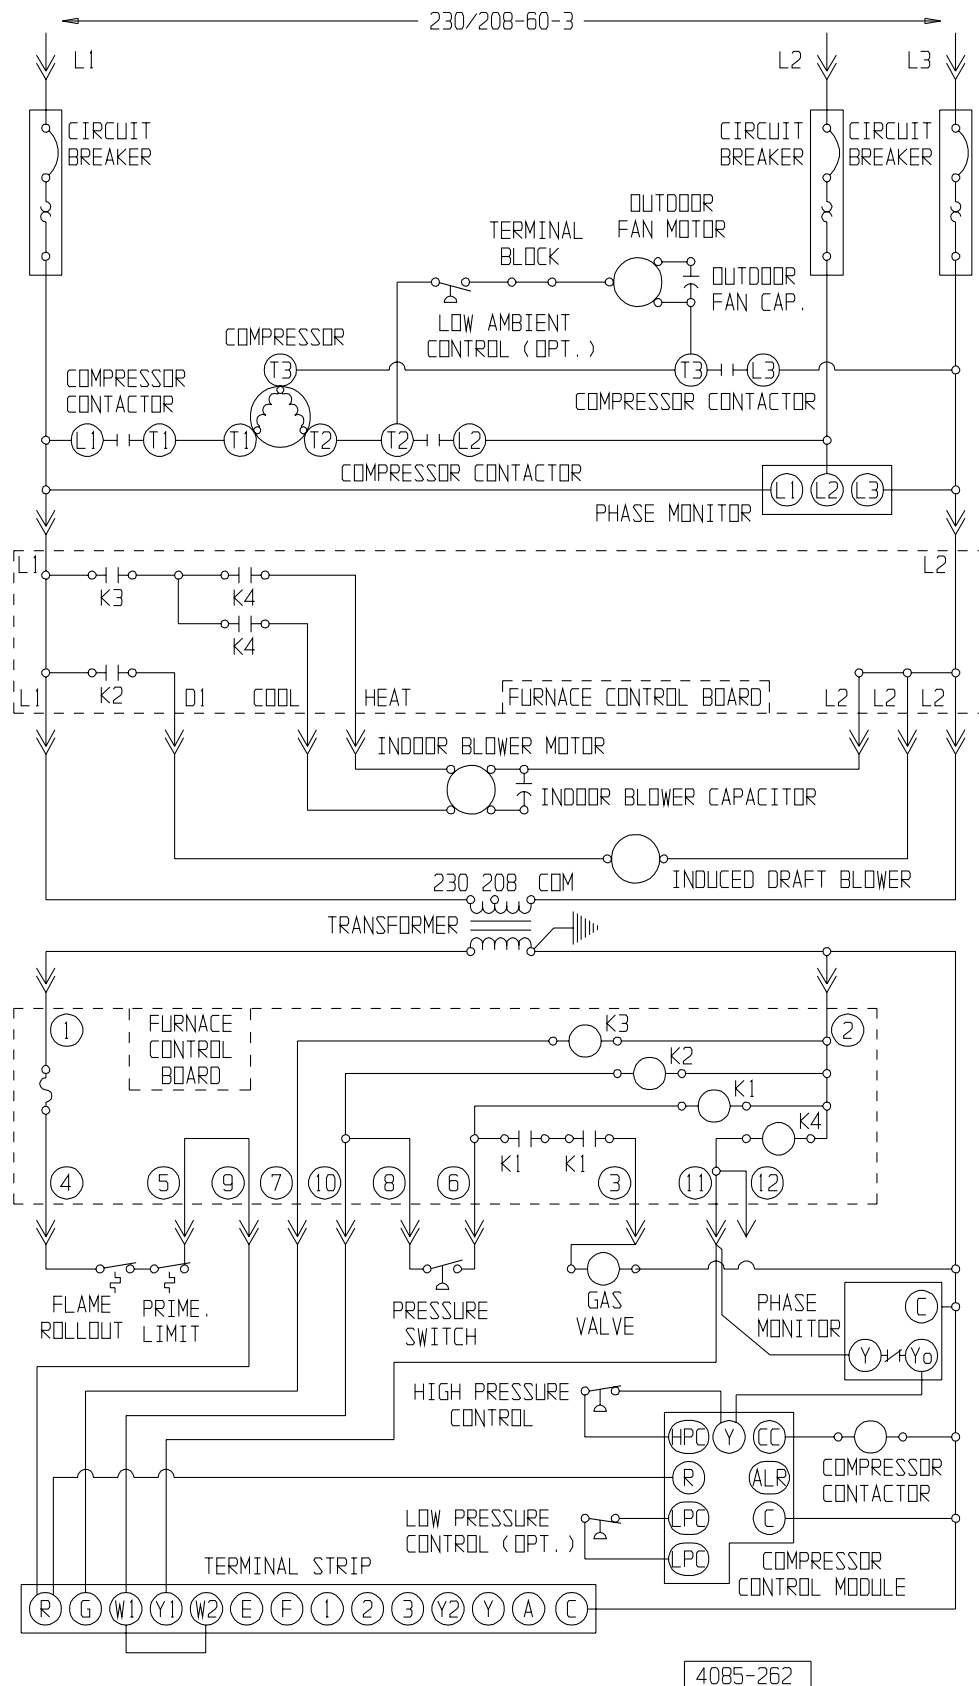 230/208-60-3
L1
L2
L3
CIRCUIT
BREAKER
CIRCUIT
BREAKER
CIRCUIT
BREAKER
OUTDOOR
FAN MOTOR
TERMINAL
BLOCK
OUTDOOR
FAN CAP.
LOW AMBIENT
CONTROL (OPT.)
COMPRESSOR
T3
T3
L3
COMPRESSOR
CONTACTOR
COMPRESSOR CONTACTOR
L1
T1
T1
T2
T2
L2
COMPRESSOR CONTACTOR
L1
L2
L3
PHASE MONITOR
L1
L2
K3
K4
K4
L1
K2
D1
COOL
HEAT
FURNACE CONTROL BOARD
L2
L2
L2
INDOOR BLOWER MOTOR
INDOOR BLOWER CAPACITOR
INDUCED DRAFT BLOWER
230 208 COM
TRANSFORMER
1
FURNACE
CONTROL
BOARD
K3
2
K2
K1
K4
K1
K1
4
5
9
7
10
8
6
3
11
12
FLAME
ROLLOUT
PRIME.
LIMIT
PRESSURE
SWITCH
GAS
VALVE
PHASE
MONITOR
C
Y
Yo
HIGH PRESSURE
CONTROL
HPC
Y
CC
COMPRESSOR
CONTACTOR
R
ALR
LOW PRESSURE
CONTROL (OPT.)
LPC
C
LPC
COMPRESSOR
CONTROL MODULE
TERMINAL STRIP
R G W1 Y1 W2 E F 1 2 3 Y2 Y A C
4085-262